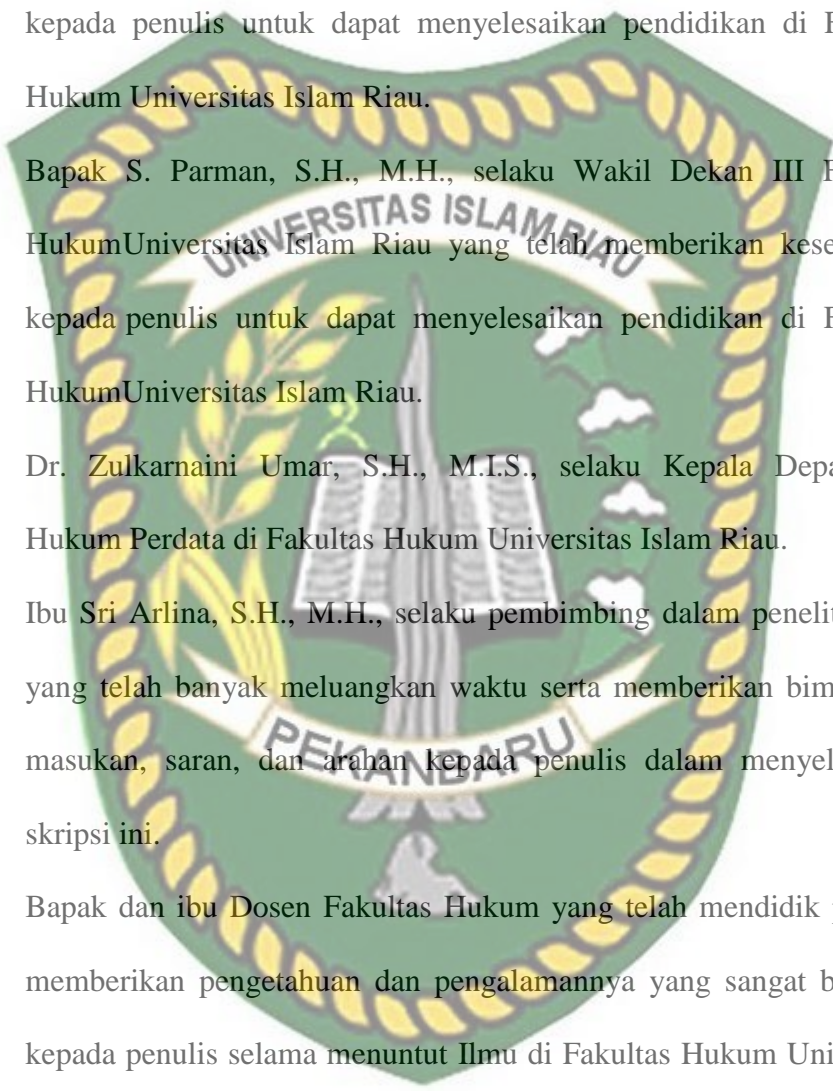 kepada penulis untuk dapat menyelesaikan pendidikan di
Hukum Universitas Islam Riau.
Bapak S. Parman, S.H., M.H., selaku Wakil Dekan III
HukumUniversitas Islam Riau yang telah memberikan kese
kepada penulis untuk dapat menyelesaikan pendidikan di
HukumUniversitas Islam Riau.
Dr. Zulkarnaini Umar, S.H., M.I.S., selaku Kepala Depa
Hukum Perdata di Fakultas Hukum Universitas Islam Riau.
Ibu Sri Arlina, S.H., M.H., selaku pembimbing dalam penelit
yang telah banyak meluangkan waktu serta memberikan bim
masukan, saran, dan arahan kepada penulis dalam menyel
skripsi ini.
Bapak dan ibu Dosen Fakultas Hukum yang telah mendidik
memberikan pengetahuan dan pengalamannya yang sangat b
kepada penulis selama menuntut Ilmu di Fakultas Hukum Uni
UNIVERSITAS ISLAM RIAU
PEKANBARU